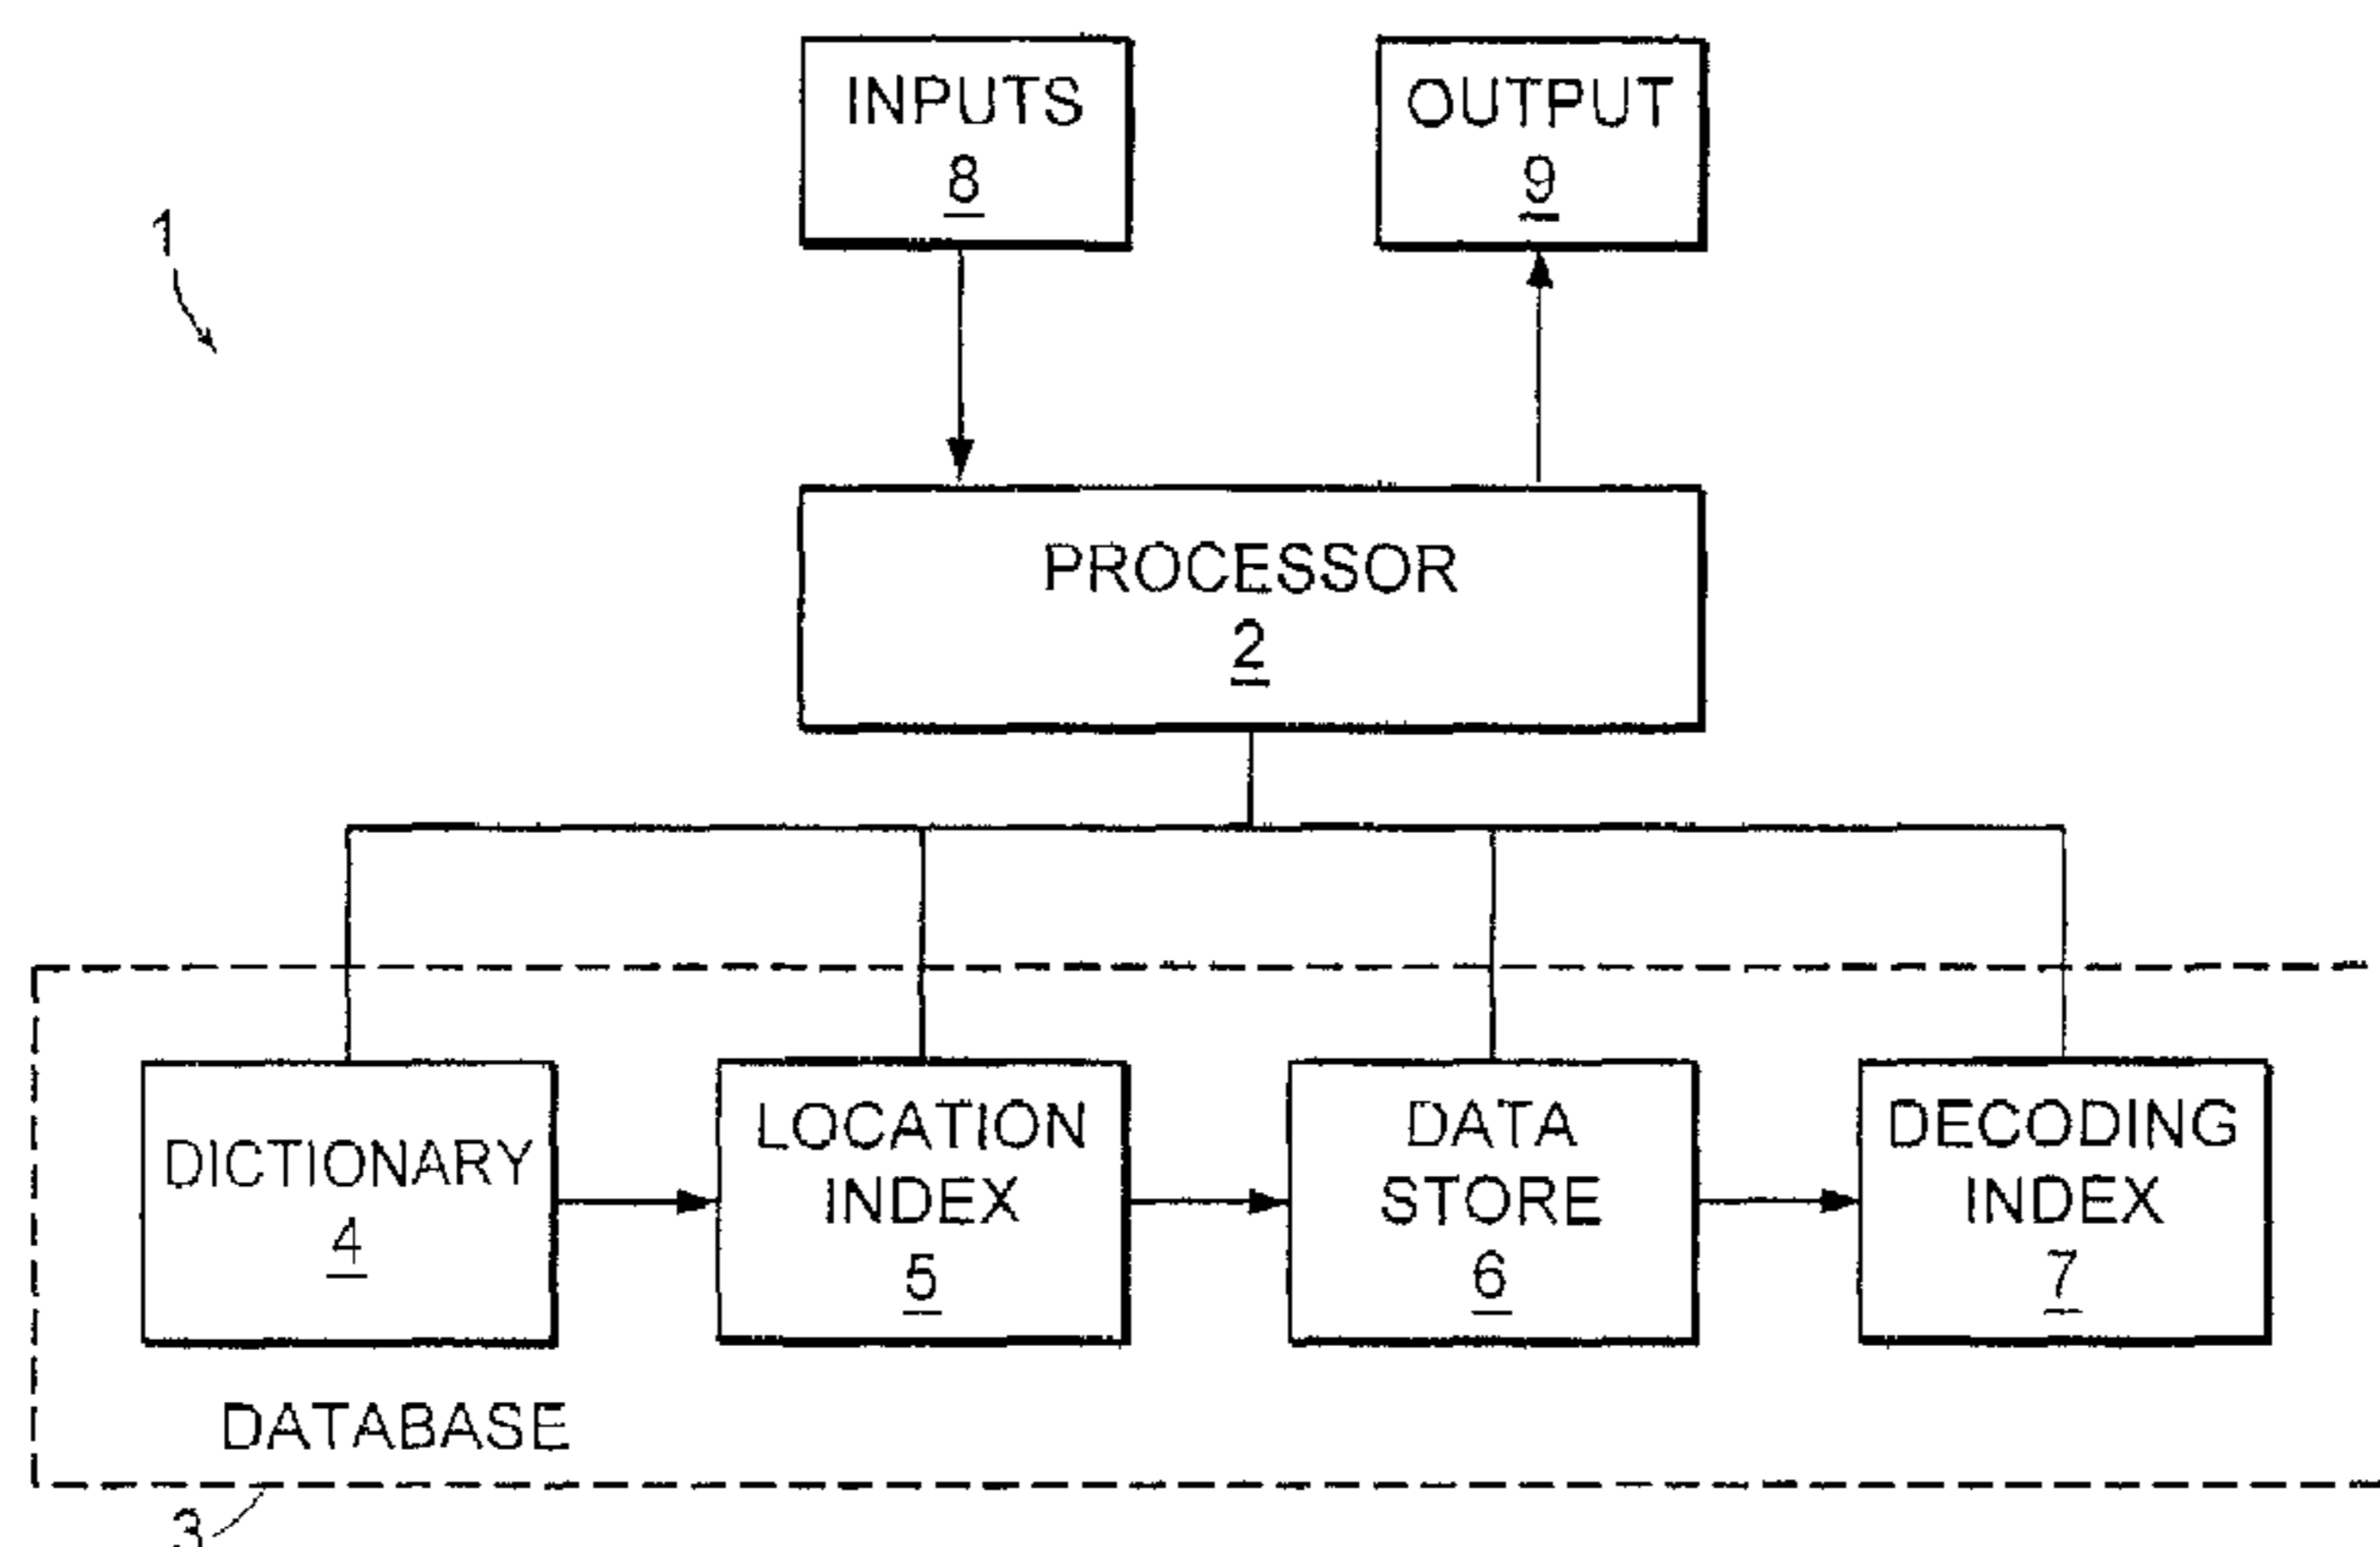 INPUTS
8
OUTPUT
9
1
PROCESSOR
2
DICTIONARY
4
LOCATION
INDEX
5
DATA
STORE
6
DECODING
INDEX
7
DATABASE
3